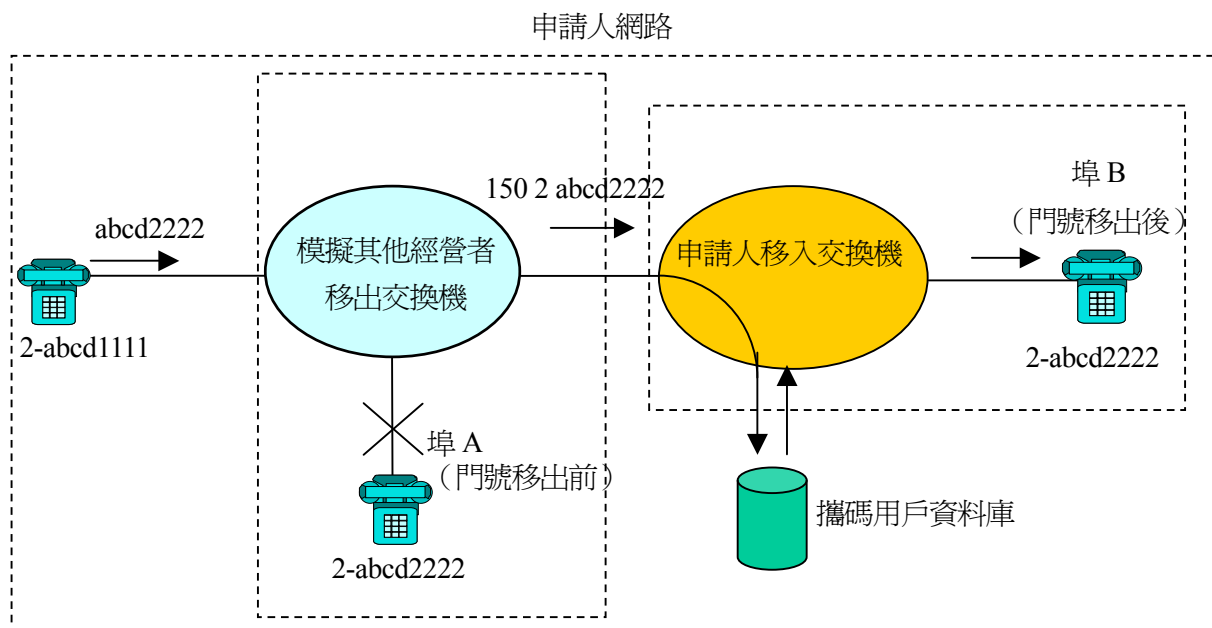 申請人網路
abcd2222
150 2 abcd2222
埠 B
（門號移出後）
模擬其他經營者
移出交換機
申請人移入交換機
2-abcd1111
2-abcd2222
埠 A
（門號移出前）
2-abcd2222
攜碼用戶資料庫